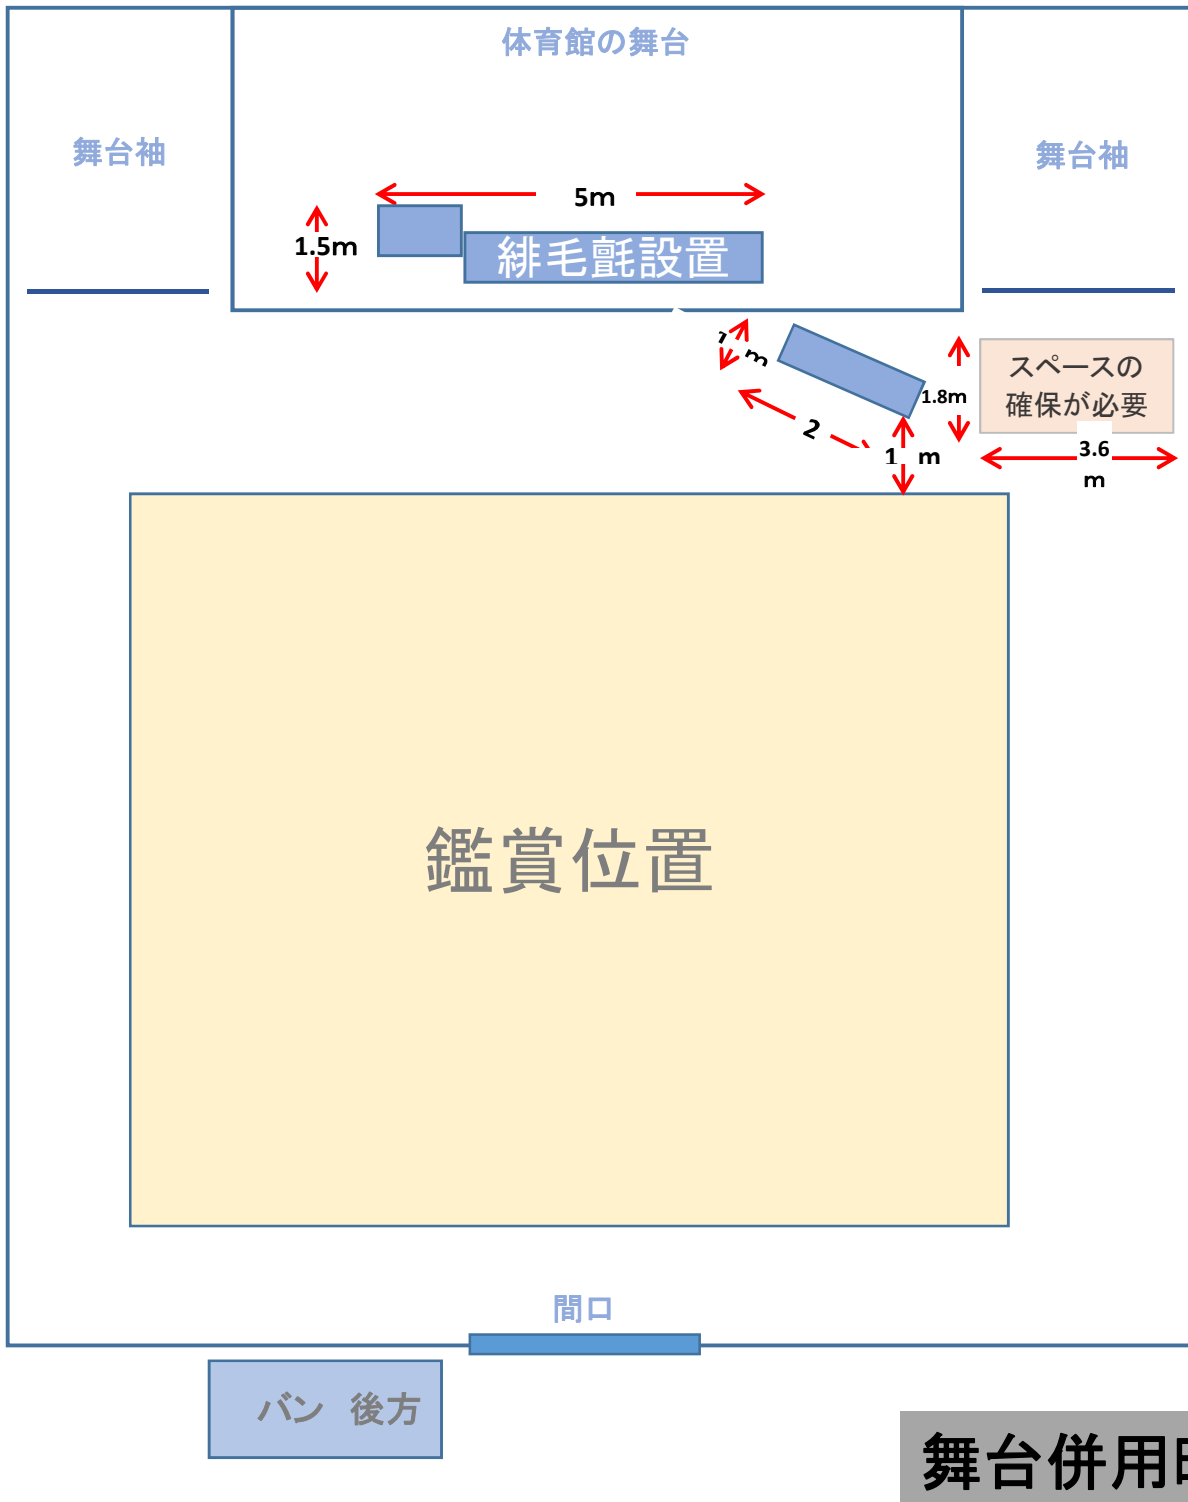 体育館の舞台
舞台袖
舞台袖
5m
1.5m
緋毛氈設置
1m
スペースの
確保が必要
1.8m
2
1 m
3.6
m
鑑賞位置
間口
バン 後方
舞台併用